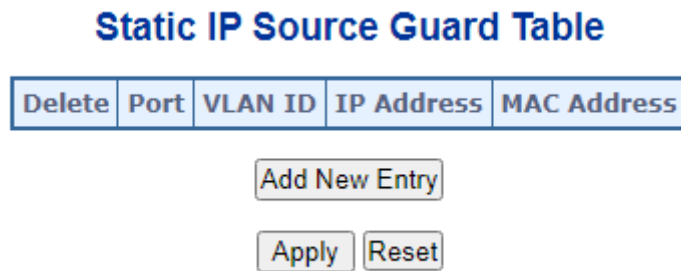 Static IP Source Guard Table
Delete Port VLAN ID IP Address MAC Address
Add New Entry
Apply Reset